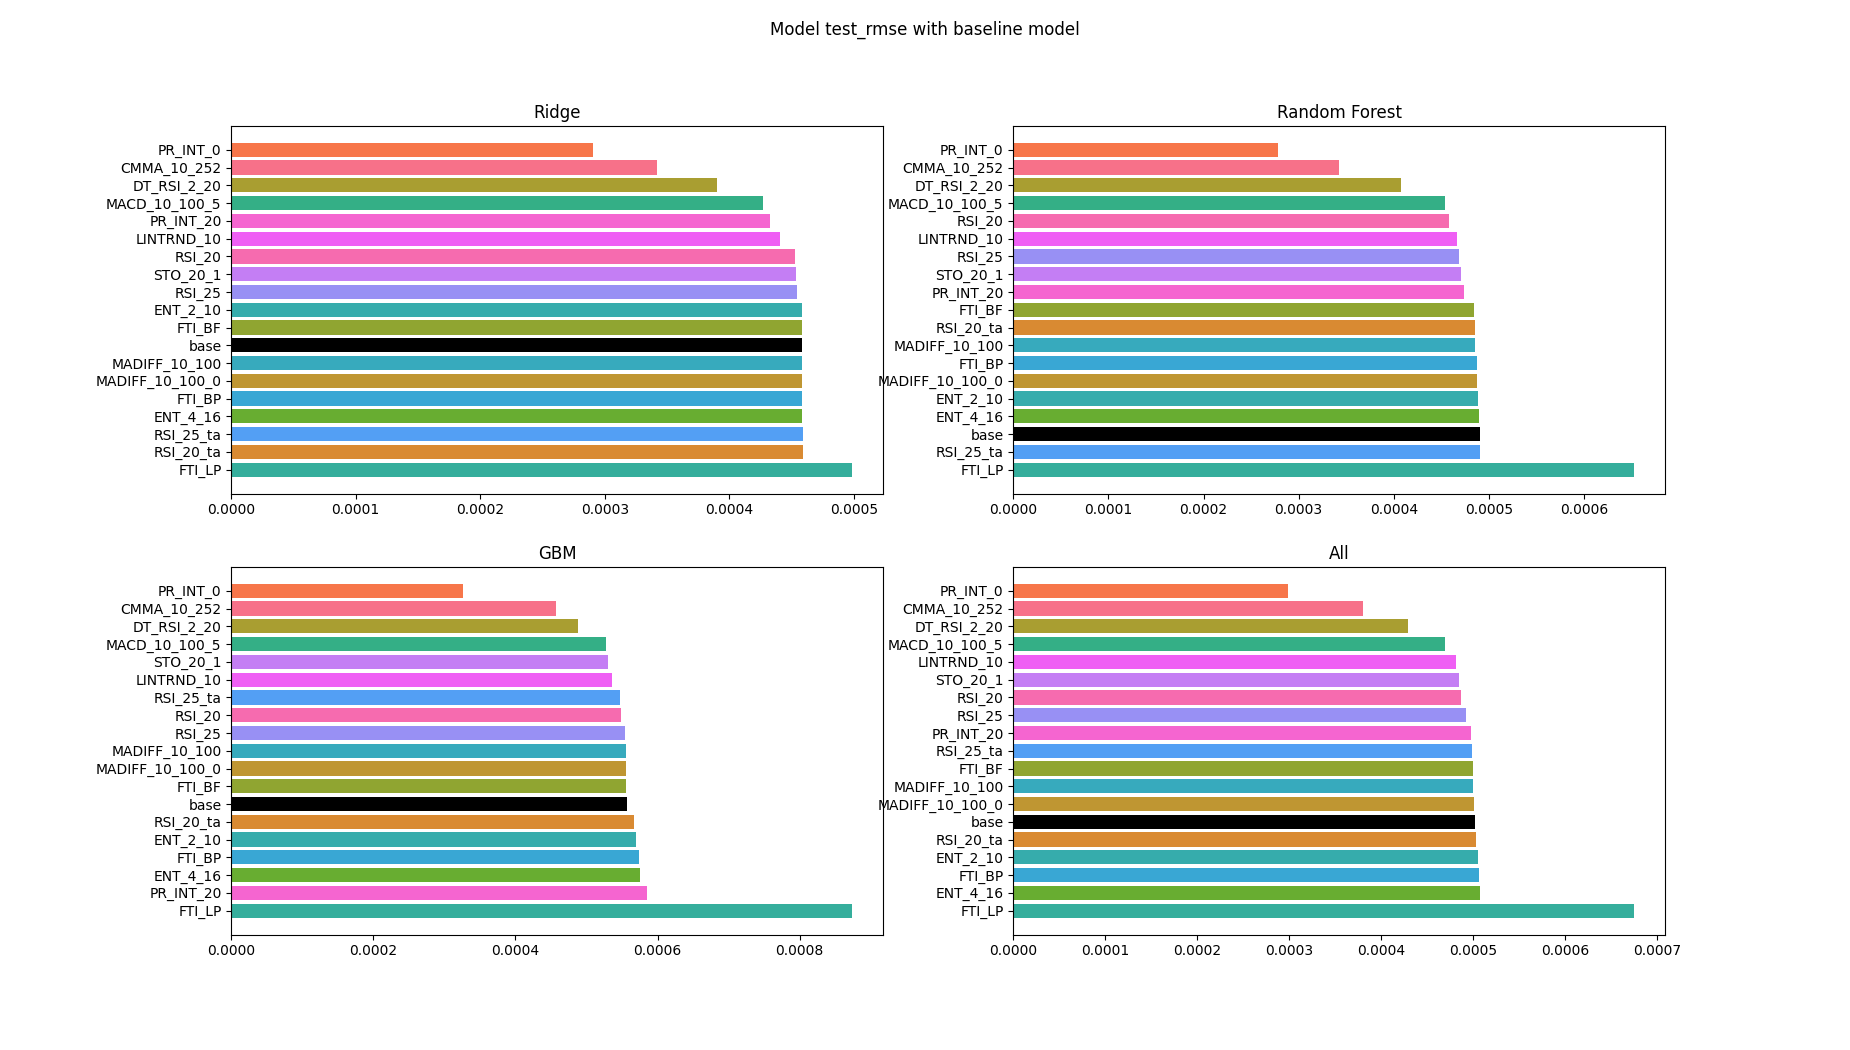 Model test_rmse with baseline model
Ridge
PR_INT_0
CMMA_10_252
DT_RSI_2_20
MACD_10_100_5
PR_INT_20
LINTRND_10
RSI_20
STO_20_1
RSI_25
ENT_2_10
FTI_BF
base
MADIFF_10_100
MADIFF_10_100_0
FTI_BP
ENT_4_16
RSI_25_ta
RSI_20_ta
FTI_LP
0.0000 0.0001 0.0002 0.0003 0.0004 0.0005
Random Forest
PR_INT_0
CMMA_10_252
DT_RSI_2_20
MACD_10_100_5
RSI_20
LINTRND_10
RSI_25
STO_20_1
PR_INT_20
FTI_BF
RSI_20_ta
MADIFF_10_100
FTI_BP
MADIFF_10_100_0
ENT_2_10
ENT_4_16
base
RSI_25_ta
FTI_LP
0.0000 0.0001 0.0002 0.0003 0.0004 0.0005 0.0006
GBM
PR_INT_0
CMMA_10_252
DT_RSI_2_20
MACD_10_100_5
STO_20_1
LINTRND_10
RSI_25_ta
RSI_20
RSI_25
MADIFF_10_100
MADIFF_10_100_0
FTI_BF
base
RSI_20_ta
ENT_2_10
FTI_BP
ENT_4_16
PR_INT_20
FTI_LP
0.0000 0.0002 0.0004 0.0006 0.0008
All
PR_INT_0
CMMA_10_252
DT_RSI_2_20
MACD_10_100_5
LINTRND_10
STO_20_1
RSI_20
RSI_25
PR_INT_20
RSI_25_ta
FTI_BF
MADIFF_10_100
MADIFF_10_100_0
base
RSI_20_ta
ENT_2_10
FTI_BP
ENT_4_16
FTI_LP
0.0000 0.0001 0.0002 0.0003 0.0004 0.0005 0.0006 0.0007